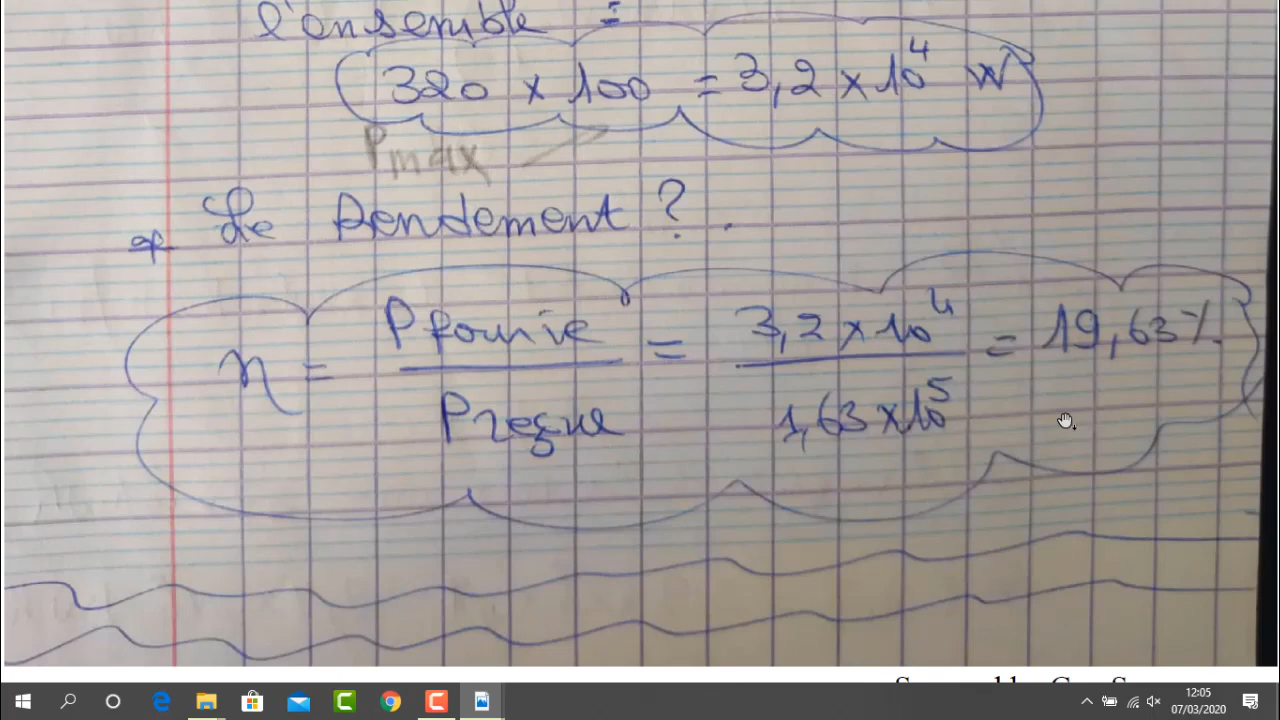 l'ensemble =
320 x 100 = 3,2 x 10⁴ W
Pmax
* Le Rendement ? .
η = Pfournie / Preçue = 3,2 x 10⁴ / 1,63 x 10⁵ = 19,63 %
12:05
07/03/2020